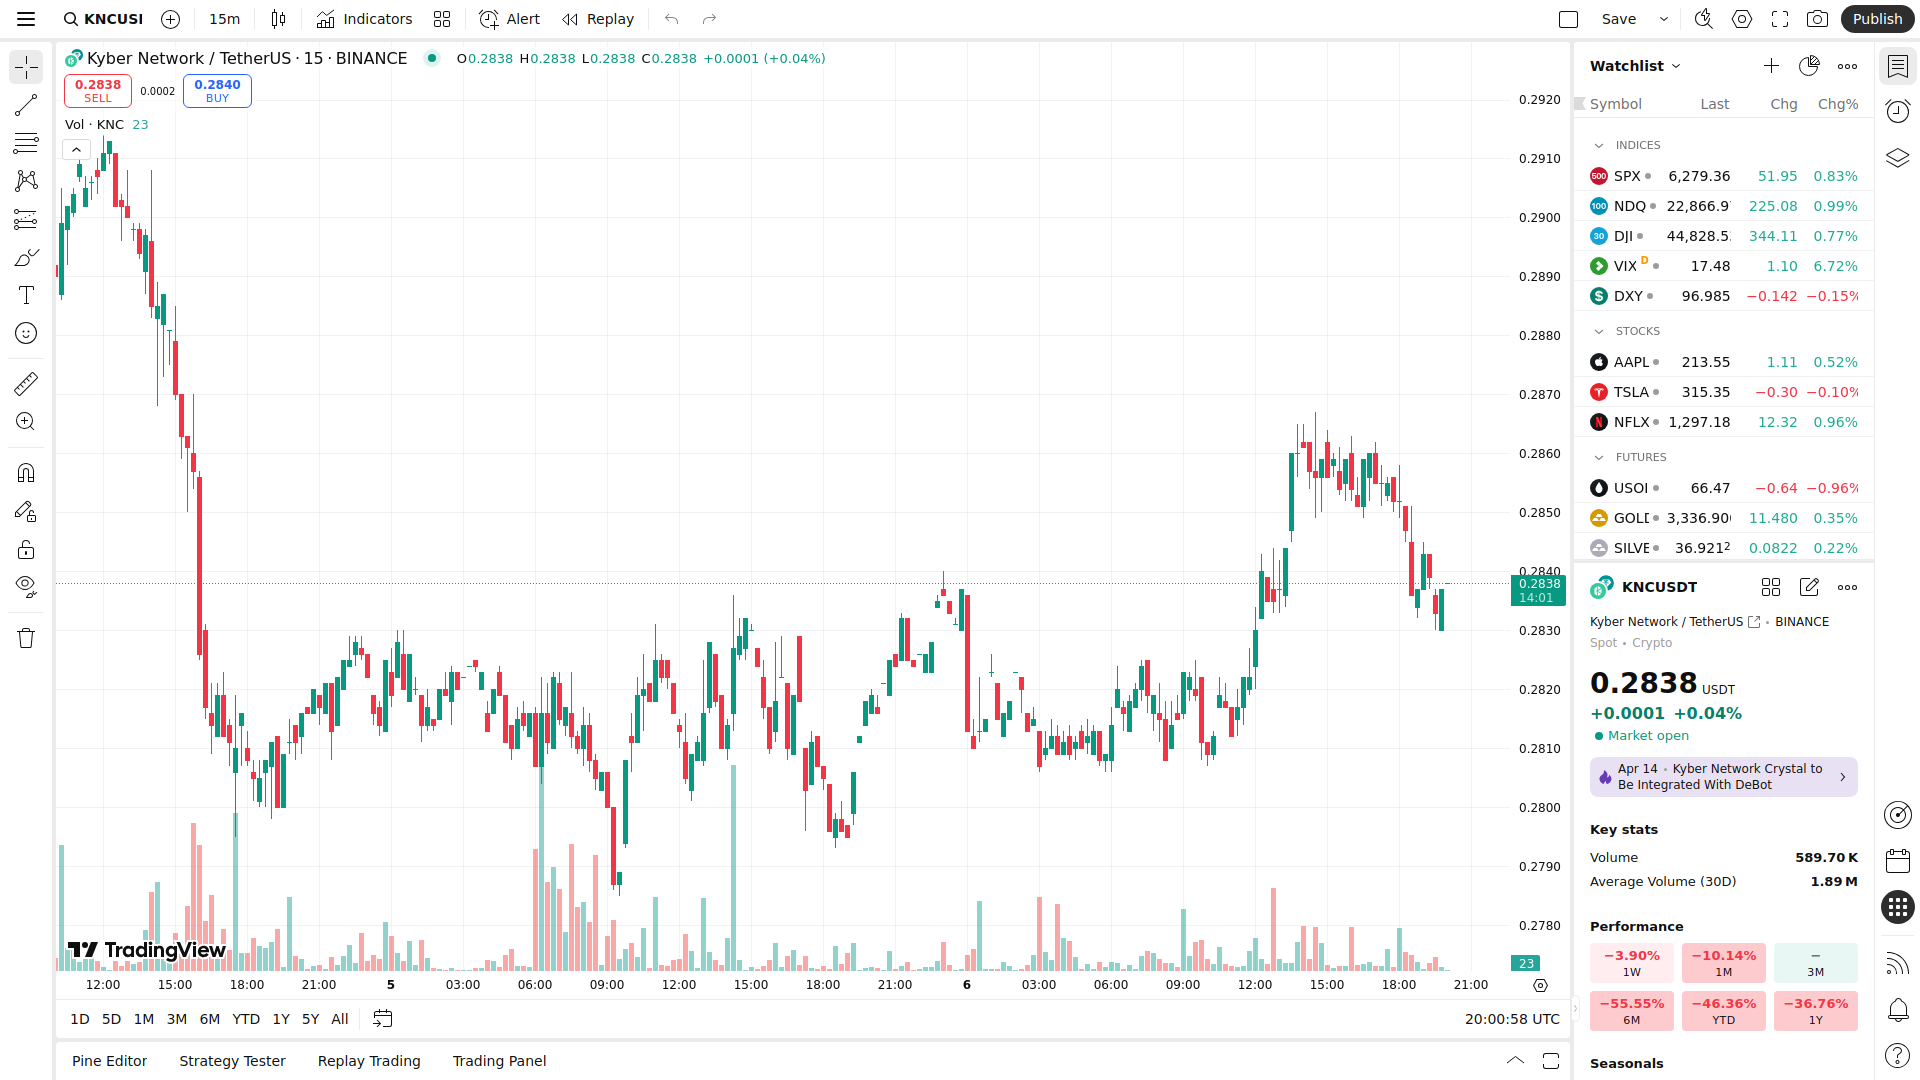 KNCUSI
15m
Indicators
Alert
Replay
Save
Publish
Kyber Network / TetherUS · 15 · BINANCE
O0.2838 H0.2838 L0.2838 C0.2838 +0.0001 (+0.04%)
0.2838
SELL
0.0002
0.2840
BUY
Vol · KNC 23
0.2920
0.2910
0.2900
0.2890
0.2880
0.2870
0.2860
0.2850
0.2840
0.2838
14:01
0.2830
0.2820
0.2810
0.2800
0.2790
0.2780
23
TradingView
12:00 15:00 18:00 21:00 5 03:00 06:00 09:00 12:00 15:00 18:00 21:00 6 03:00 06:00 09:00 12:00 15:00 18:00 21:00
1D 5D 1M 3M 6M YTD 1Y 5Y All
20:00:58 UTC
Pine Editor Strategy Tester Replay Trading Trading Panel
Watchlist
Symbol Last Chg Chg%
INDICES
SPX 6,279.36 51.95 0.83%
NDQ 22,866.9 225.08 0.99%
DJI 44,828.5 344.11 0.77%
VIX D 17.48 1.10 6.72%
DXY 96.985 −0.142 −0.15%
STOCKS
AAPL 213.55 1.11 0.52%
TSLA 315.35 −0.30 −0.10%
NFLX 1,297.18 12.32 0.96%
FUTURES
USOI 66.47 −0.64 −0.96%
GOLD 3,336.90 11.480 0.35%
SILVE 36.921² 0.0822 0.22%
KNCUSDT
Kyber Network / TetherUS • BINANCE
Spot • Crypto
0.2838 USDT
+0.0001 +0.04%
Market open
Apr 14 • Kyber Network Crystal to
Be Integrated With DeBot
Key stats
Volume 589.70 K
Average Volume (30D) 1.89 M
Performance
−3.90%
1W
−10.14%
1M
−
3M
−55.55%
6M
−46.36%
YTD
−36.76%
1Y
Seasonals